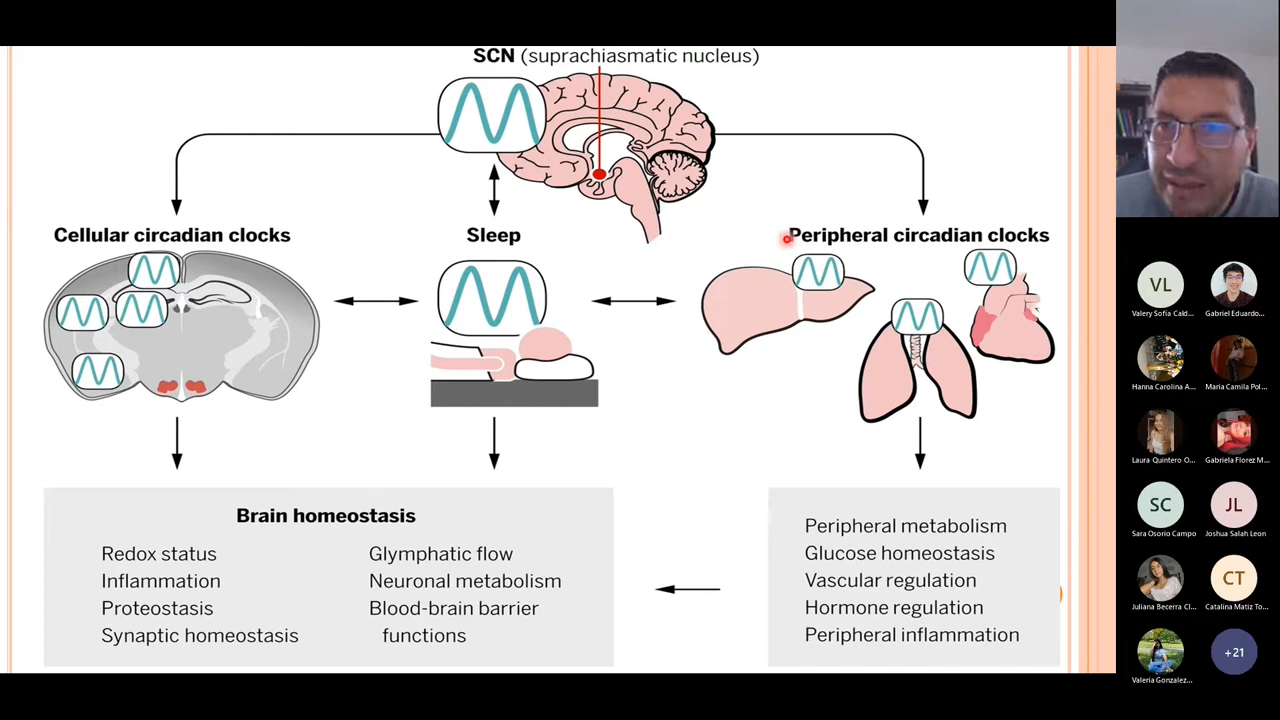 SCN (suprachiasmatic nucleus)
Cellular circadian clocks
Sleep
Peripheral circadian clocks
Brain homeostasis
Redox status
Inflammation
Proteostasis
Synaptic homeostasis
Glymphatic flow
Neuronal metabolism
Blood-brain barrier
functions
Peripheral metabolism
Glucose homeostasis
Vascular regulation
Hormone regulation
Peripheral inflammation
VL
Valery Sofía Cald...
Gabriel Eduardo...
Hanna Carolina A...
Maria Camila Pol...
Laura Quintero O...
Gabriela Florez M...
SC
Sara Osorio Campo
JL
Joshua Salah Leon
Juliana Becerra Cl...
CT
Catalina Matiz To...
Valeria Gonzalez...
+21